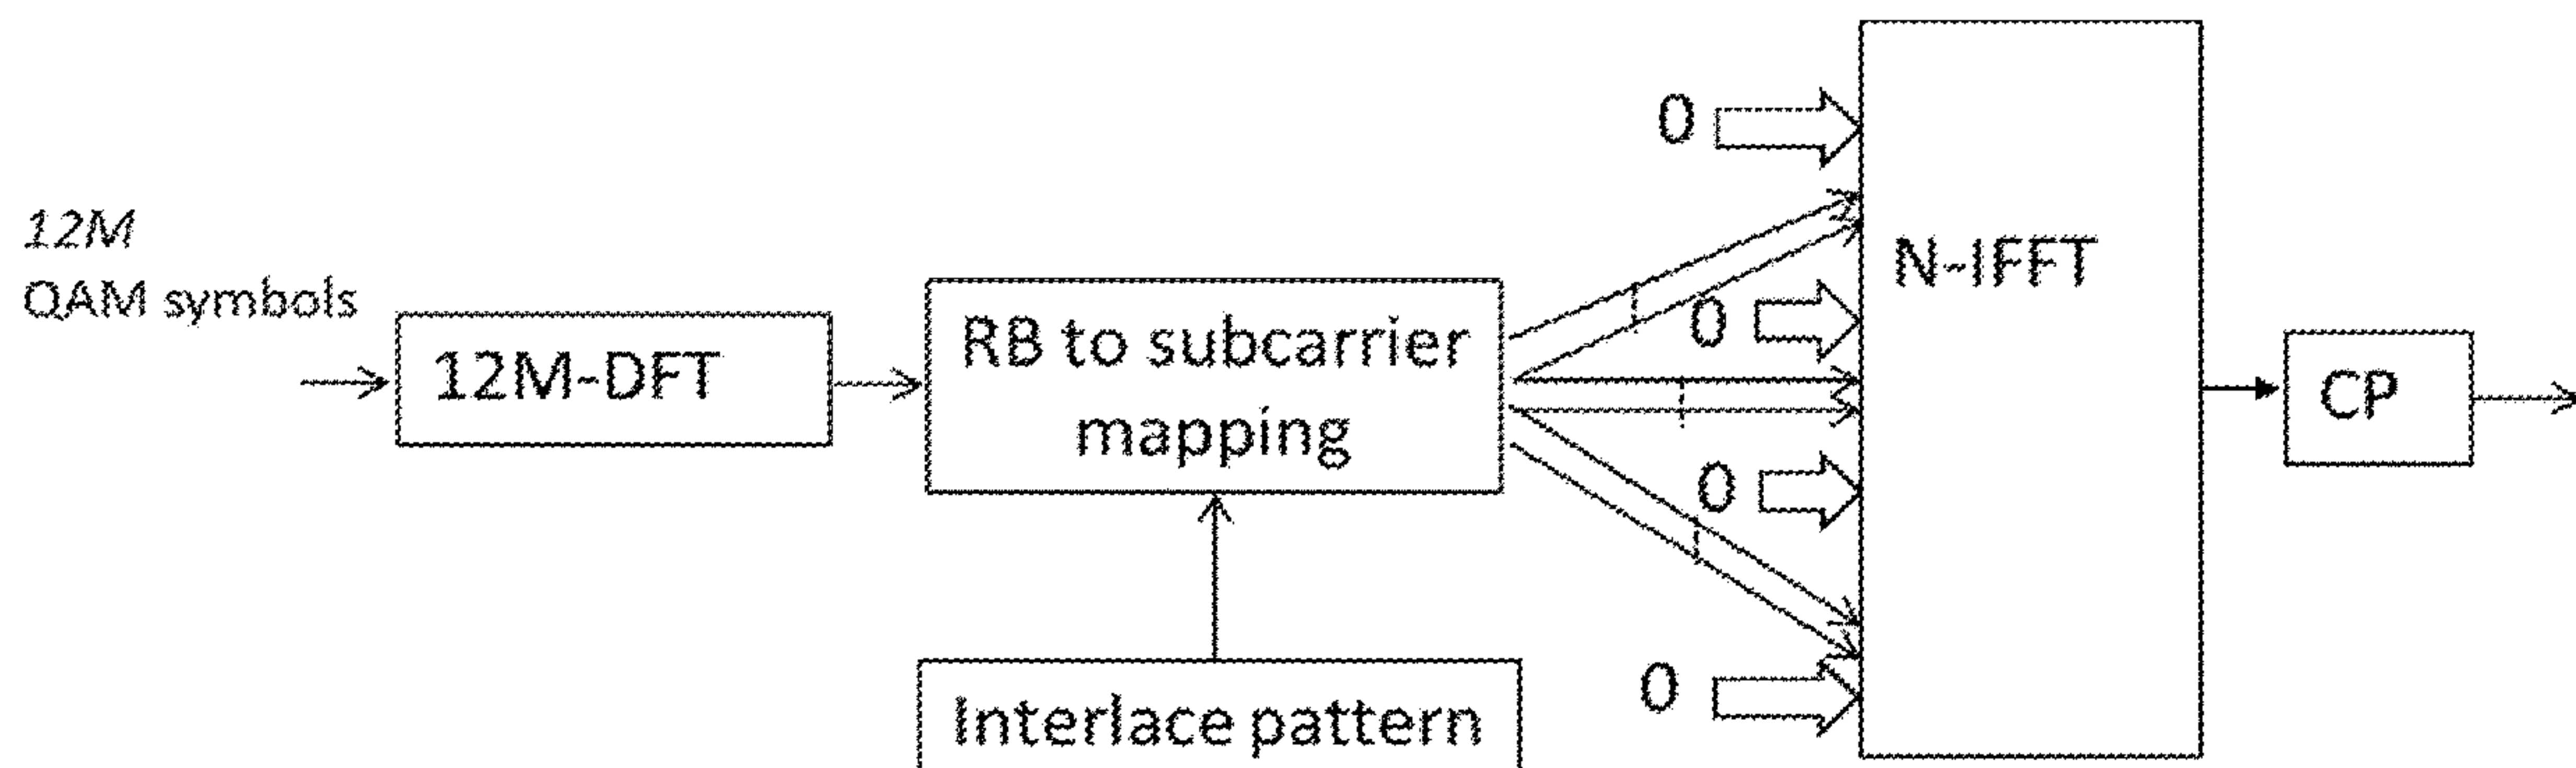 12M
QAM symbols
12M-DFT
RB to subcarrier
mapping
Interlace pattern
0
0
0
0
N-IFFT
CP